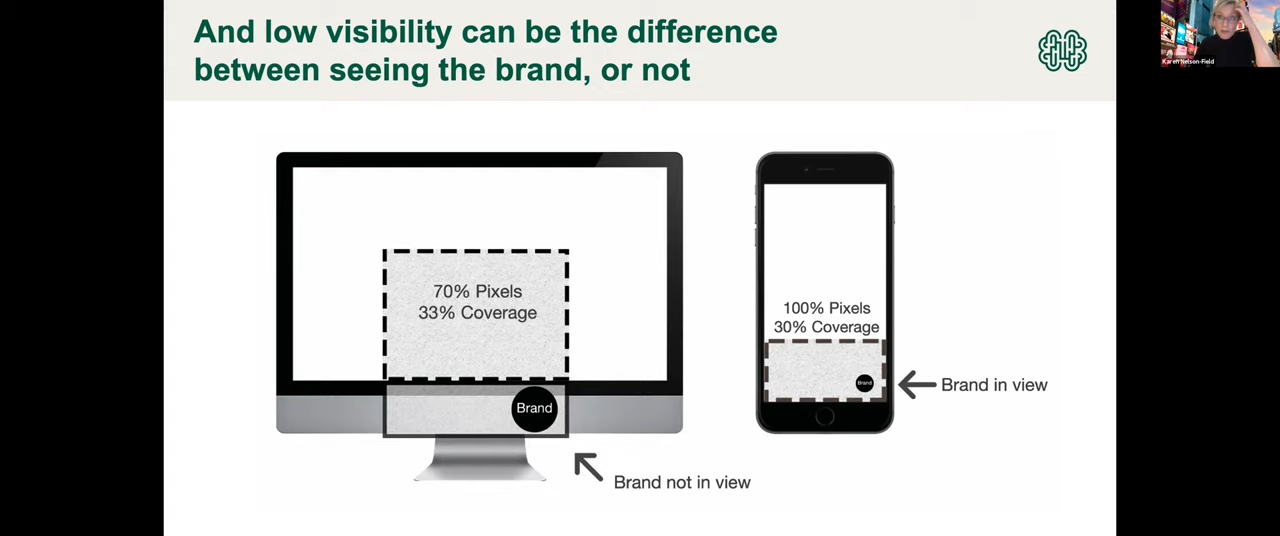 And low visibility can be the difference
between seeing the brand, or not
Karen Nelson-Field
70% Pixels
33% Coverage
Brand
Brand not in view
100% Pixels
30% Coverage
Brand
Brand in view